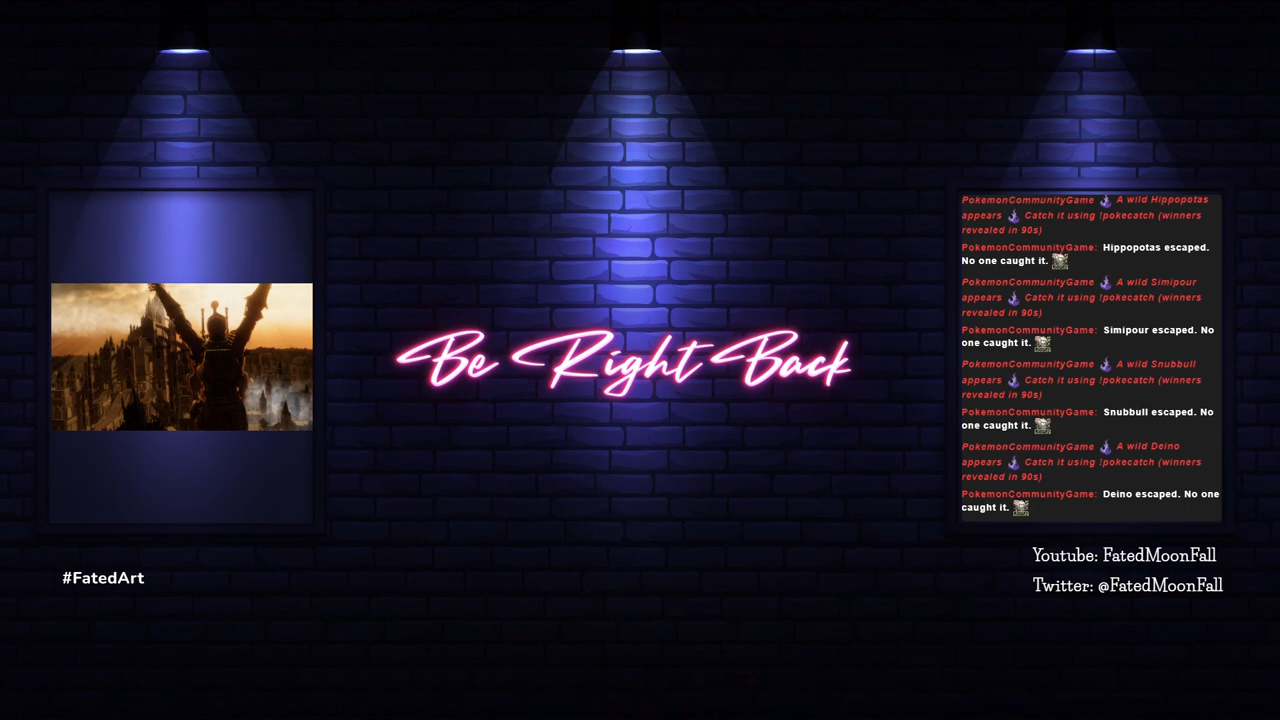 Be Right Back
#FatedArt
PokemonCommunityGame A wild Hippopotas
appears Catch it using !pokecatch (winners
revealed in 90s)
PokemonCommunityGame: Hippopotas escaped.
No one caught it.
PokemonCommunityGame A wild Simipour
appears Catch it using !pokecatch (winners
revealed in 90s)
PokemonCommunityGame: Simipour escaped. No
one caught it.
PokemonCommunityGame A wild Snubbull
appears Catch it using !pokecatch (winners
revealed in 90s)
PokemonCommunityGame: Snubbull escaped. No
one caught it.
PokemonCommunityGame A wild Deino
appears Catch it using !pokecatch (winners
revealed in 90s)
PokemonCommunityGame: Deino escaped. No one
caught it.
Youtube: FatedMoonFall
Twitter: @FatedMoonFall